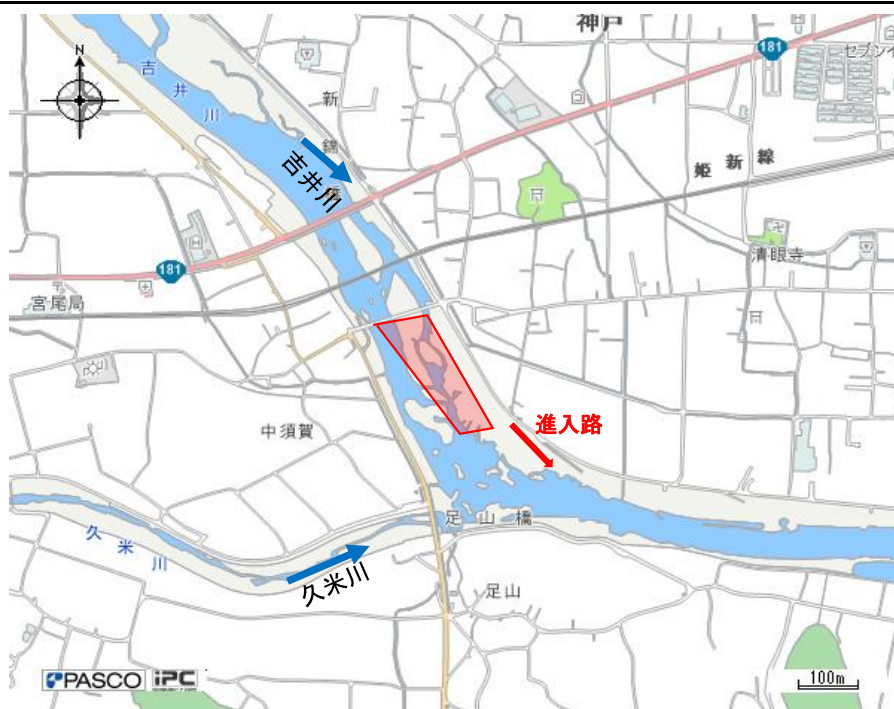 神戸
181
セブンイ
N
吉井川
新錦橋
吉井川
姫新線
清眼寺
181
宮尾局
中須賀
進入路
足山橋
久米川
久米川
足山
PASCO iPC
100m